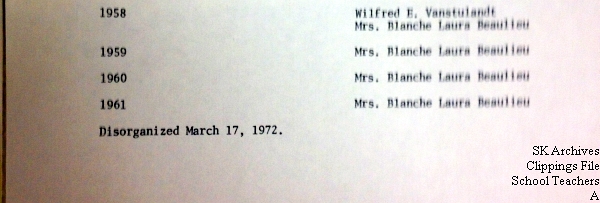 1958 Wilfred E. Vanstulandt
Mrs. Blanche Laura Beaulieu
1959 Mrs. Blanche Laura Beaulieu
1960 Mrs. Blanche Laura Beaulieu
1961 Mrs. Blanche Laura Beaulieu
Disorganized March 17, 1972.
SK Archives
Clippings File
School Teachers
A